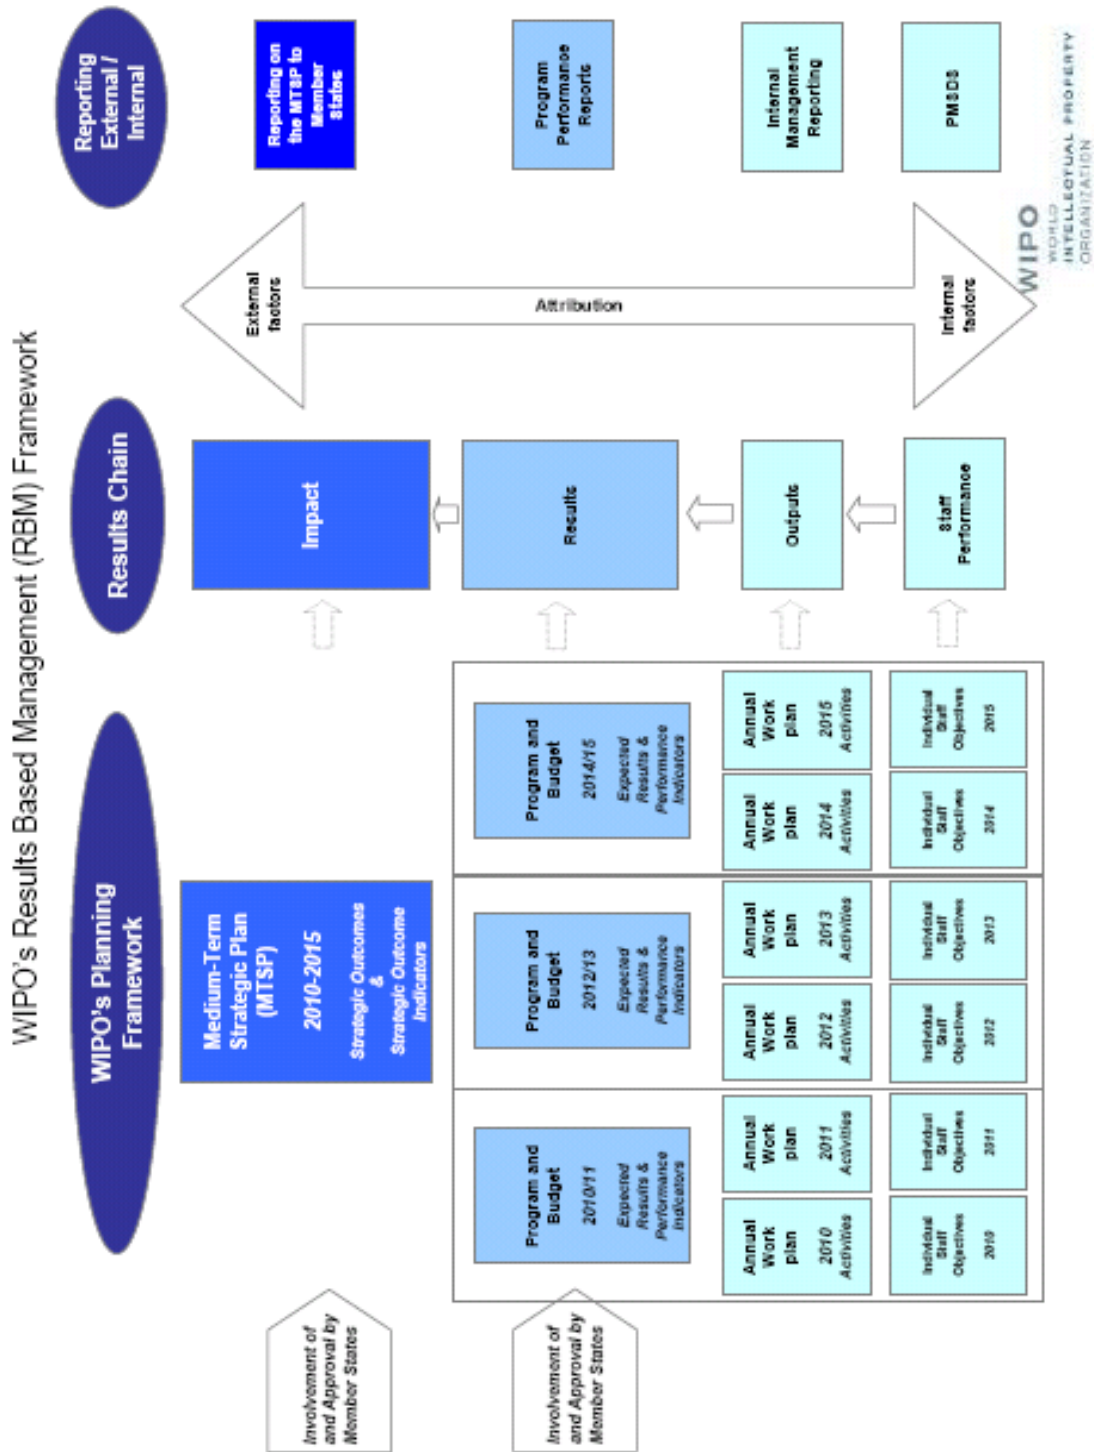 WIPO's Results Based Management (RBM) Framework
WIPO's Planning
Framework
Results Chain
Reporting
External /
Internal
Involvement of
and Approval by
Member States
Medium-Term
Strategic Plan
(MTSP)
2010-2015
Strategic Outcomes
&
Strategic Outcome
Indicators
Impact
External
factors
Reporting on
the MTSP to
Member
States
Involvement of
and Approval by
Member States
Program and
Budget
2010/11
Expected
Results &
Performance
Indicators
Program and
Budget
2012/13
Expected
Results &
Performance
Indicators
Program and
Budget
2014/15
Expected
Results &
Performance
Indicators
Results
Attribution
Program
Performance
Reports
Annual
Work
plan
2010
Activities
Annual
Work
plan
2011
Activities
Annual
Work
plan
2012
Activities
Annual
Work
plan
2013
Activities
Annual
Work
plan
2014
Activities
Annual
Work
plan
2015
Activities
Outputs
Internal
Management
Reporting
Individual
Staff
Objectives
2010
Individual
Staff
Objectives
2011
Individual
Staff
Objectives
2012
Individual
Staff
Objectives
2013
Individual
Staff
Objectives
2014
Individual
Staff
Objectives
2015
Staff
Performance
Internal
factors
PMSDS
WIPO
WORLD
INTELLECTUAL PROPERTY
ORGANIZATION